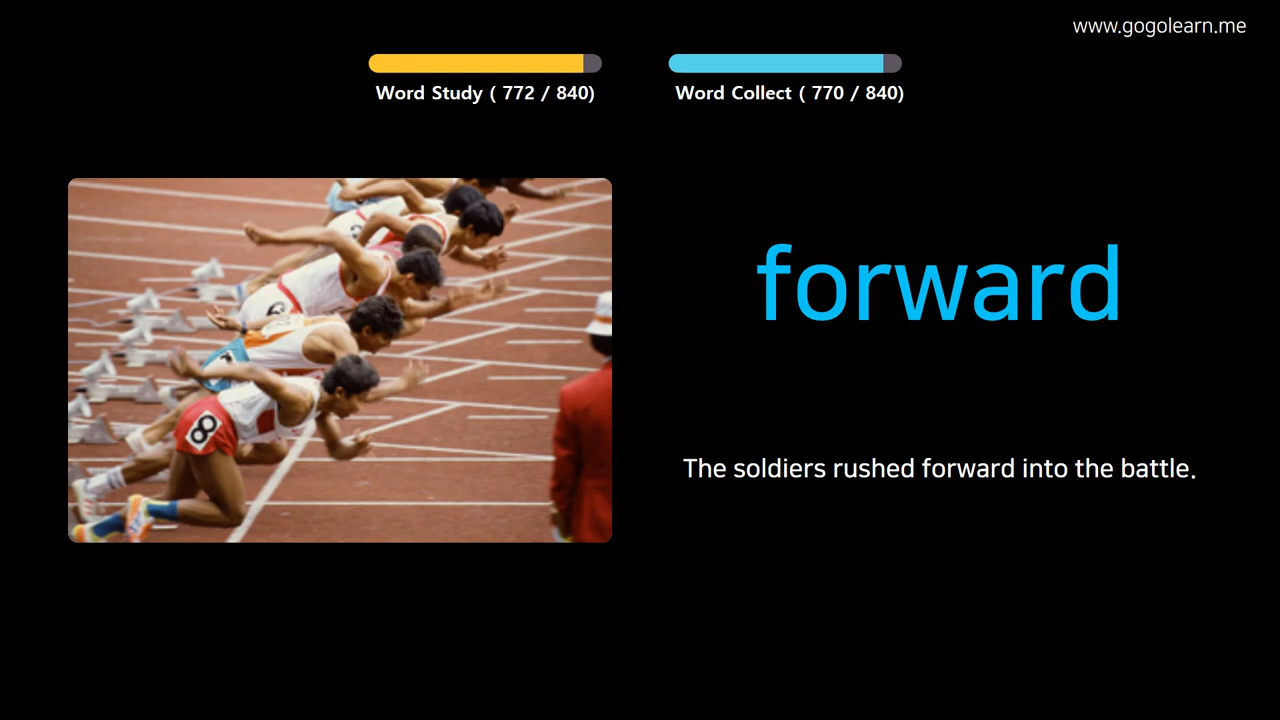 www.gogolearn.me
Word Study ( 772 / 840)
Word Collect ( 770 / 840)
forward
8
The soldiers rushed forward into the battle.